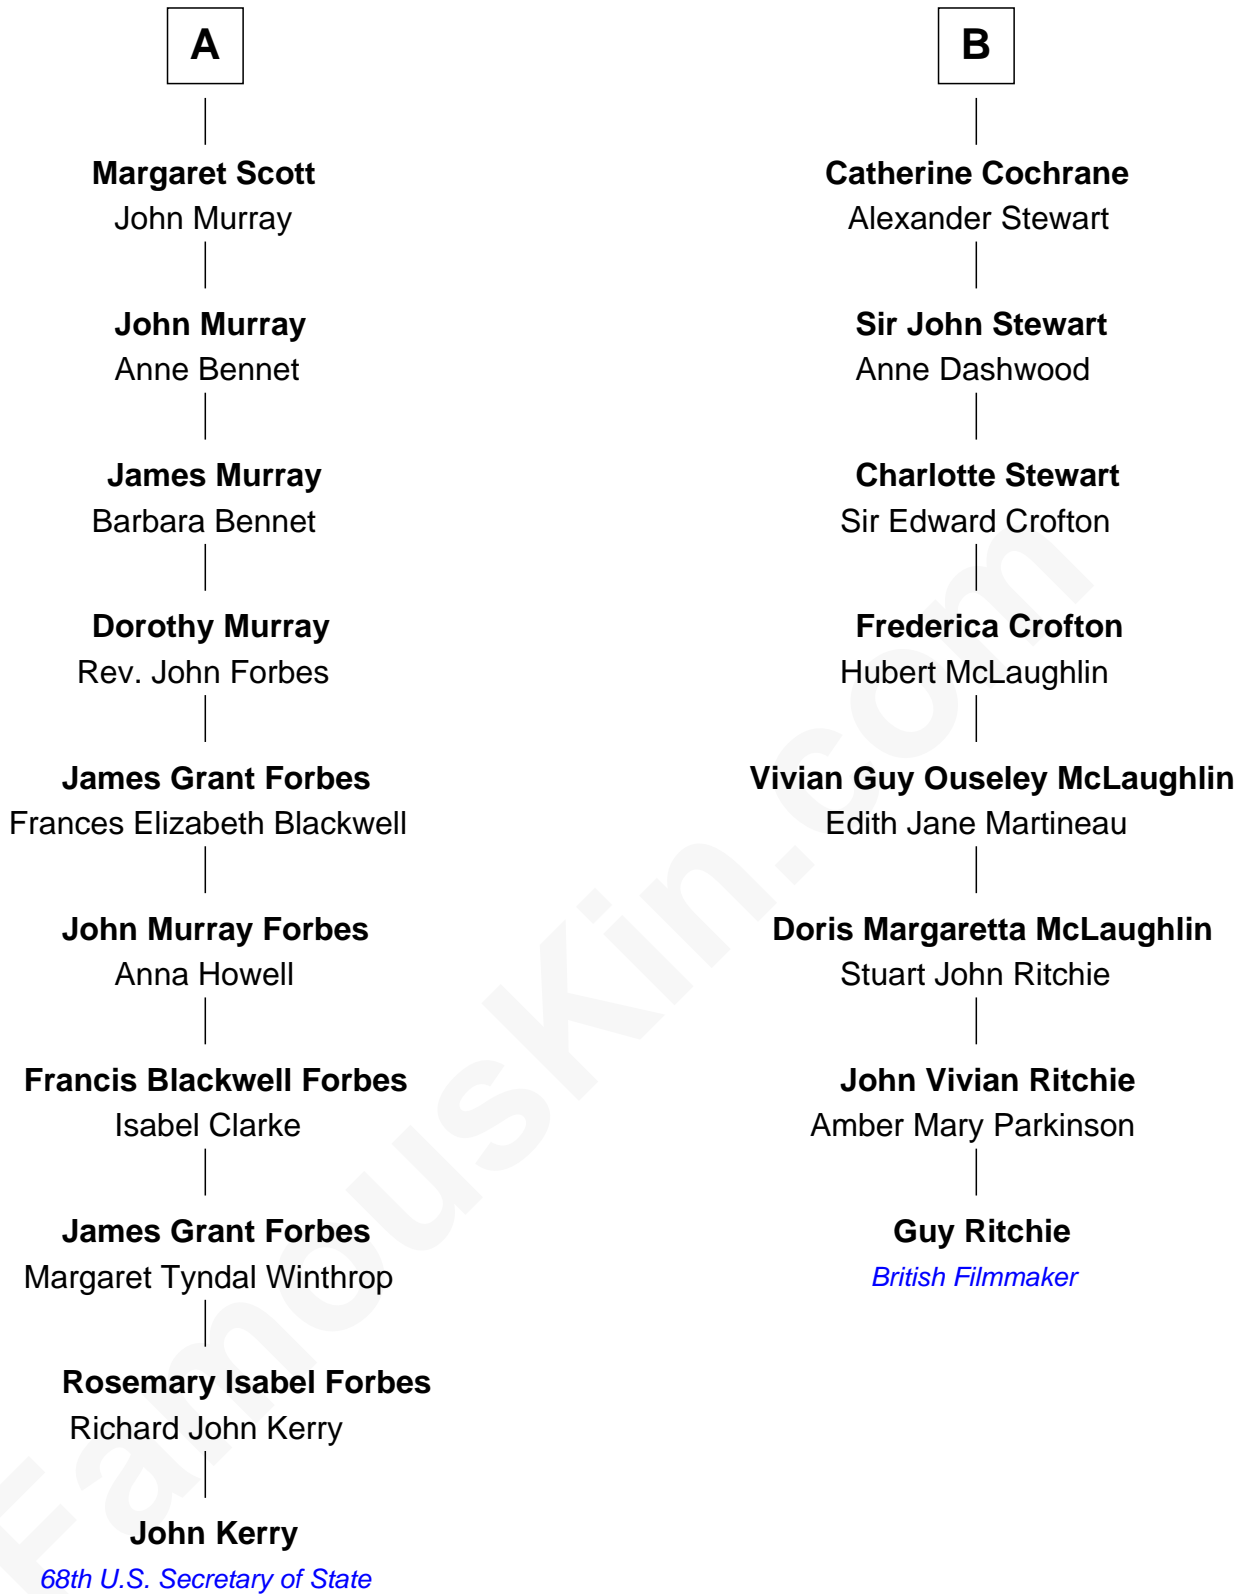 A
Margaret Scott
John Murray
John Murray
Anne Bennet
James Murray
Barbara Bennet
Dorothy Murray
Rev. John Forbes
James Grant Forbes
Frances Elizabeth Blackwell
John Murray Forbes
Anna Howell
Francis Blackwell Forbes
Isabel Clarke
James Grant Forbes
Margaret Tyndal Winthrop
Rosemary Isabel Forbes
Richard John Kerry
John Kerry
68th U.S. Secretary of State
B
Catherine Cochrane
Alexander Stewart
Sir John Stewart
Anne Dashwood
Charlotte Stewart
Sir Edward Crofton
Frederica Crofton
Hubert McLaughlin
Vivian Guy Ouseley McLaughlin
Edith Jane Martineau
Doris Margaretta McLaughlin
Stuart John Ritchie
John Vivian Ritchie
Amber Mary Parkinson
Guy Ritchie
British Filmmaker
FamousKin.com